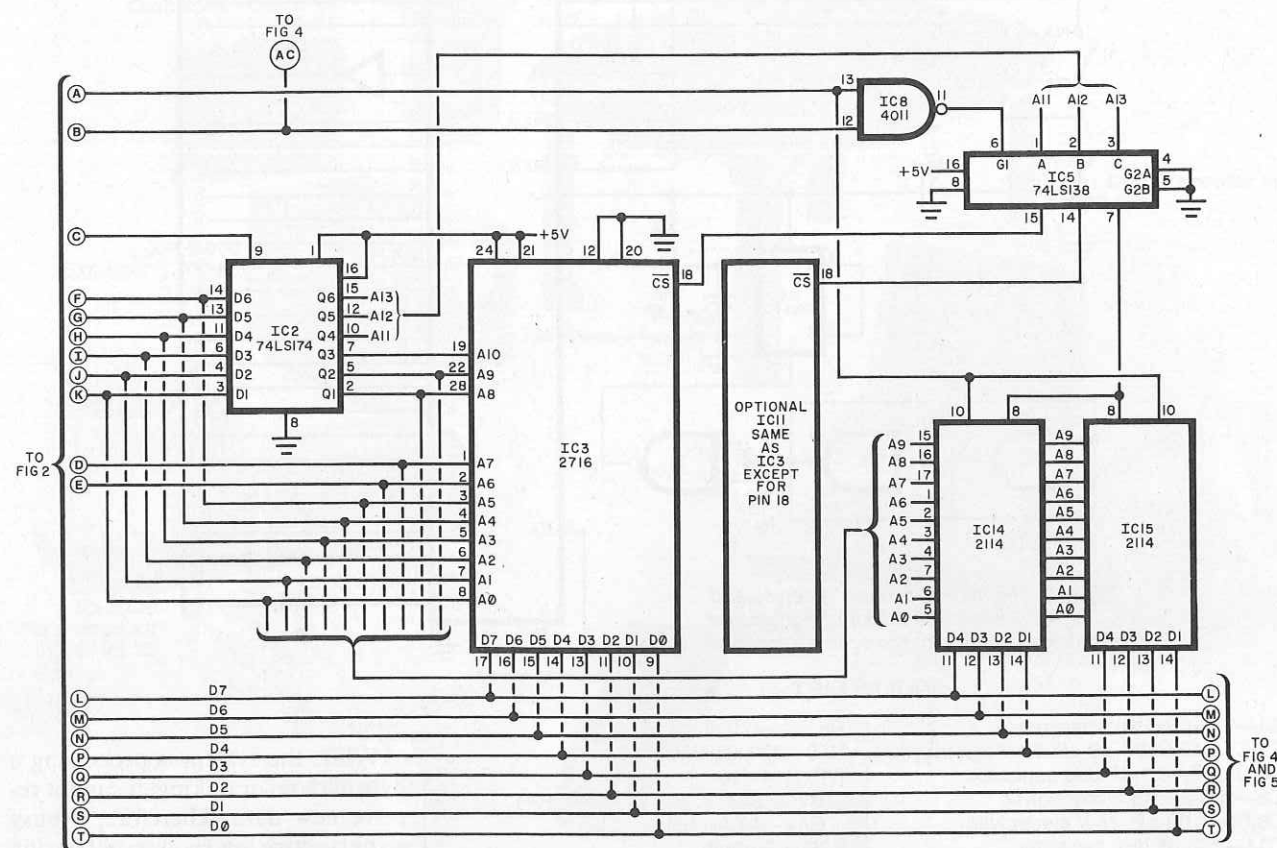 TO
FIG 4
AC
A
B
13
12
IC8
4011
11
A11 A12 A13
6 1 2 3
G1 A B C
+5V 16
8
IC5
74LS138
G2A 4
G2B 5
15 14 7
C
9 1
+5V
24 21 12 20
16
F 14 D6
G 13 D5
H 11 D4
I 6 D3
J 4 D2
K 3 D1
IC2
74LS174
Q6 15 A13
Q5 12 A12
Q4 10 A11
Q3 7
Q2 5
Q1 2
8
19 A10
22 A9
28 A8
D 1 A7
E 2 A6
3 A5
4 A4
5 A3
6 A2
7 A1
8 A0
IC3
2716
CS 18
D7 D6 D5 D4 D3 D2 D1 D0
17 16 15 14 13 11 10 9
CS 18
OPTIONAL
IC11
SAME
AS
IC3
EXCEPT
FOR
PIN 18
10 8
A9 15
A8 16
A7 17
A6 1
A5 2
A4 3
A3 4
A2 7
A1 6
A0 5
IC14
2114
D4 D3 D2 D1
11 12 13 14
A9
A8
A7
A6
A5
A4
A3
A2
A1
A0
8 10
IC15
2114
D4 D3 D2 D1
11 12 13 14
TO
FIG 2
L D7 L
M D6 M
N D5 N
P D4 P
Q D3 Q
R D2 R
S D1 S
T D0 T
TO
FIG 4
AND
FIG 5